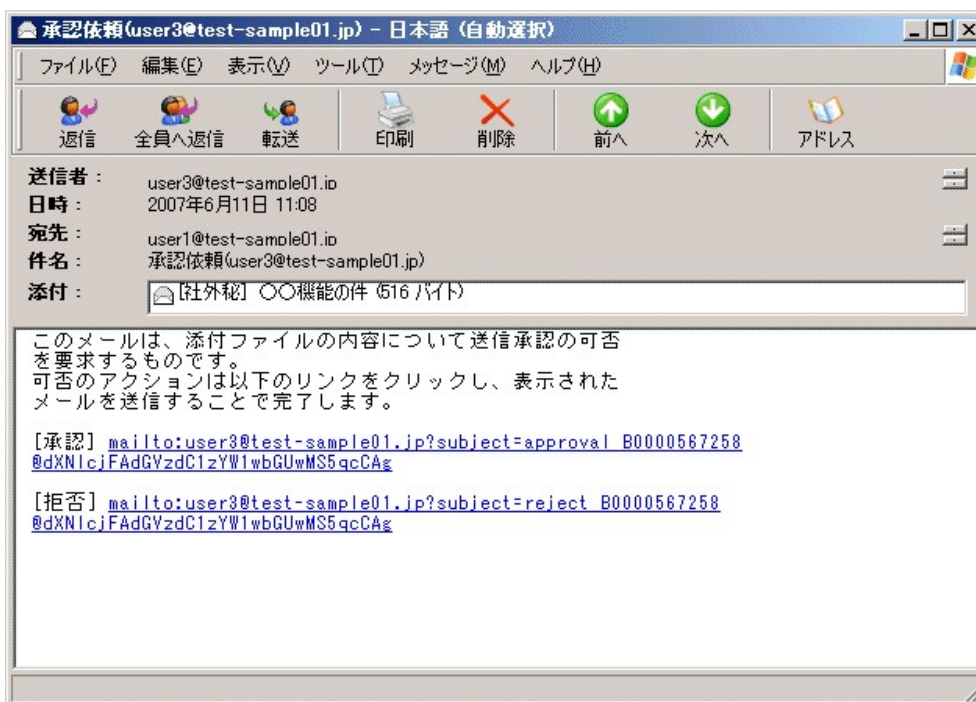 承認依頼(user3@test-sample01.jp) - 日本語 (自動選択)
ファイル(F) 編集(E) 表示(V) ツール(T) メッセージ(M) ヘルプ(H)
返信 全員へ返信 転送 印刷 削除 前へ 次へ アドレス
送信者： user3@test-sample01.jp
日時： 2007年6月11日 11:08
宛先： user1@test-sample01.jp
件名： 承認依頼(user3@test-sample01.jp)
添付： [社外秘] 〇〇機能の件 (516 バイト)
このメールは、添付ファイルの内容について送信承認の可否
を要求するものです。
可否のアクションは以下のリンクをクリックし、表示された
メールを送信することで完了します。
[承認] mailto:user3@test-sample01.jp?subject=approval_B0000567258
@dXNlcjFAdGVzdC1zYW1wbGUwMS5qcCAg
[拒否] mailto:user3@test-sample01.jp?subject=reject_B0000567258
@dXNlcjFAdGVzdC1zYW1wbGUwMS5qcCAg